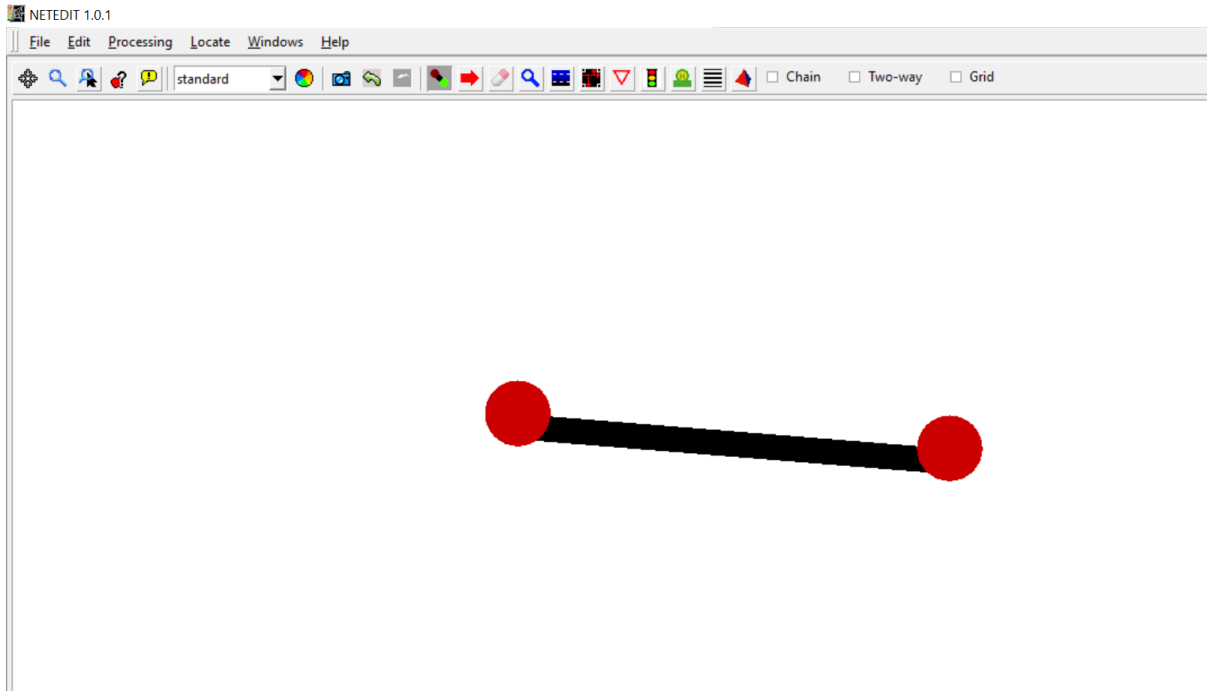 NETEDIT 1.0.1
File Edit Processing Locate Windows Help
standard Chain Two-way Grid